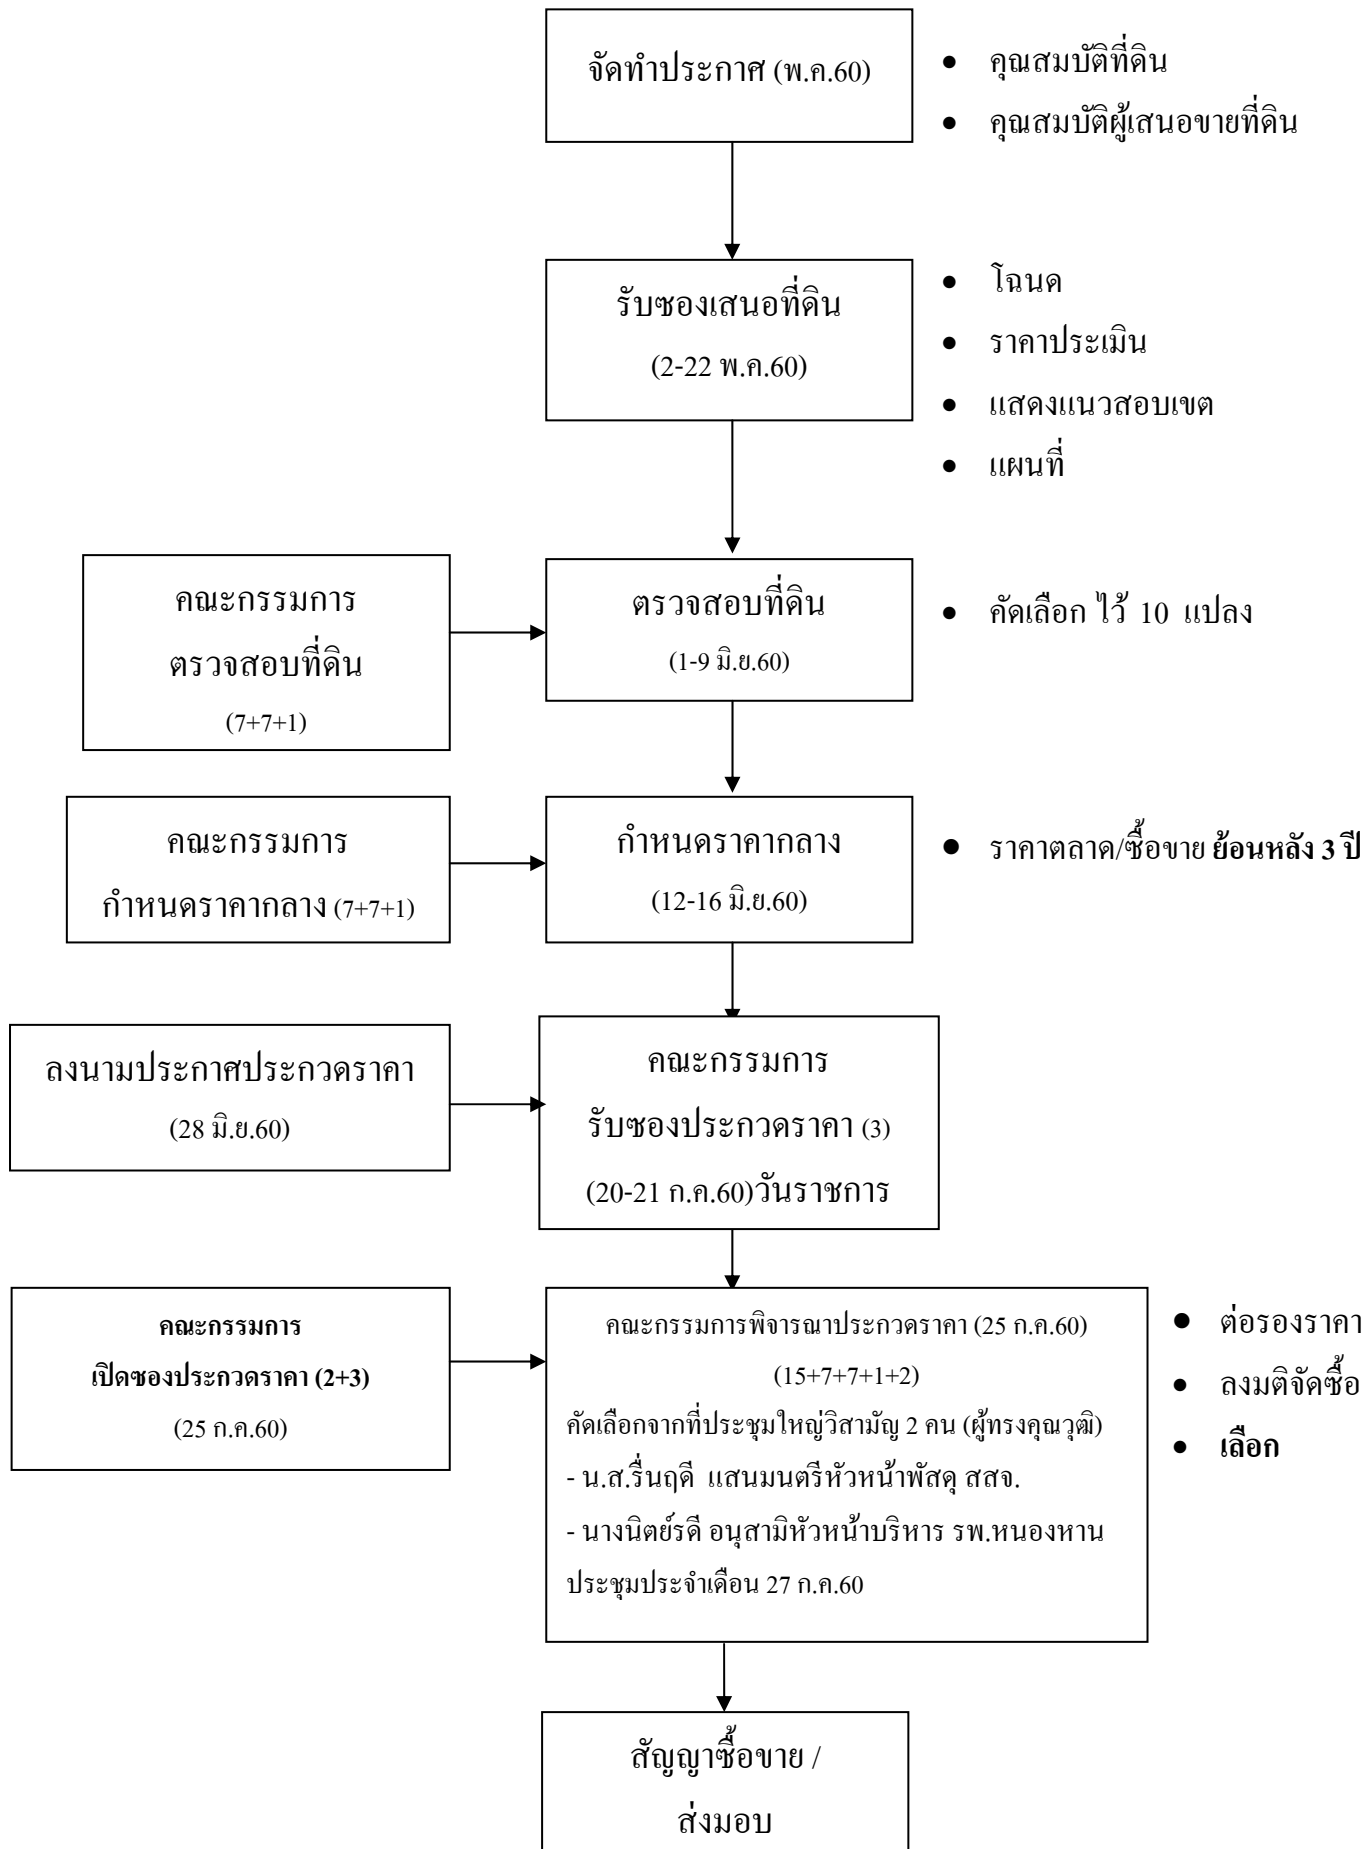 จัดทำประกาศ (พ.ค.60)
• คุณสมบัติที่ดิน
• คุณสมบัติผู้เสนอขายที่ดิน
รับซองเสนอที่ดิน
(2-22 พ.ค.60)
• โฉนด
• ราคาประเมิน
• แสดงแนวสอบเขต
• แผนที่
คณะกรรมการ
ตรวจสอบที่ดิน
(7+7+1)
ตรวจสอบที่ดิน
(1-9 มิ.ย.60)
• คัดเลือก ไว้ 10 แปลง
คณะกรรมการ
กำหนดราคากลาง (7+7+1)
กำหนดราคากลาง
(12-16 มิ.ย.60)
• ราคาตลาด/ซื้อขาย ย้อนหลัง 3 ปี
ลงนามประกาศประกวดราคา
(28 มิ.ย.60)
คณะกรรมการ
รับซองประกวดราคา (3)
(20-21 ก.ค.60)วันราชการ
คณะกรรมการ
เปิดซองประกวดราคา (2+3)
(25 ก.ค.60)
คณะกรรมการพิจารณาประกวดราคา (25 ก.ค.60)
(15+7+7+1+2)
คัดเลือกจากที่ประชุมใหญ่วิสามัญ 2 คน (ผู้ทรงคุณวุฒิ)
- น.ส.รื่นฤดี แสนมนตรีหัวหน้าพัสดุ สสจ.
- นางนิตย์รดี อนุสามิหัวหน้าบริหาร รพ.หนองหาน
ประชุมประจำเดือน 27 ก.ค.60
• ต่อรองราคา
• ลงมติจัดซื้อ
• เลือก
สัญญาซื้อขาย /
ส่งมอบ